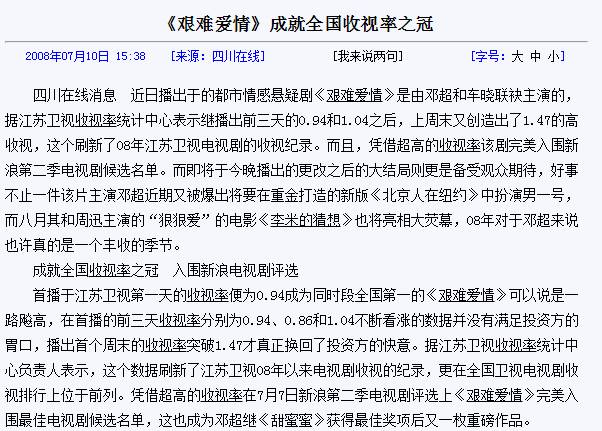 《艰难爱情》成就全国收视率之冠
2008年07月10日 15:38 [来源：四川在线] [我来说两句] [字号：大 中 小]
四川在线消息　近日播出于的都市情感悬疑剧《艰难爱情》是由邓超和车晓联袂主演的，
据江苏卫视收视率统计中心表示继播出前三天的0.94和1.04之后，上周末又创造出了1.47的高
收视，这个刷新了08年江苏卫视电视剧的收视纪录。而且，凭借超高的收视率该剧完美入围新
浪第二季电视剧候选名单。而即将于今晚播出的更改之后的大结局则更是备受观众期待，好事
不止一件该片主演邓超近期又被爆出将要在重金打造的新版《北京人在纽约》中扮演男一号，
而八月其和周迅主演的“狠狠爱”的电影《李米的猜想》也将亮相大荧幕，08年对于邓超来说
也许真的是一个丰收的季节。
成就全国收视率之冠　入围新浪电视剧评选
首播于江苏卫视第一天的收视率便为0.94成为同时段全国第一的《艰难爱情》可以说是一
路飚高，在首播的前三天收视率分别为0.94、0.86和1.04不断看涨的数据并没有满足投资方的
胃口，播出首个周末的收视率突破1.47才真正换回了投资方的快意。据江苏卫视收视率统计中
心负责人表示，这个数据刷新了江苏卫视08年以来电视剧收视的纪录，更在全国卫视电视剧收
视排行上位于前列。凭借超高的收视率在7月7日新浪第二季电视剧评选上《艰难爱情》完美入
围最佳电视剧候选名单，这也成为邓超继《甜蜜蜜》获得最佳奖项后又一枚重磅作品。